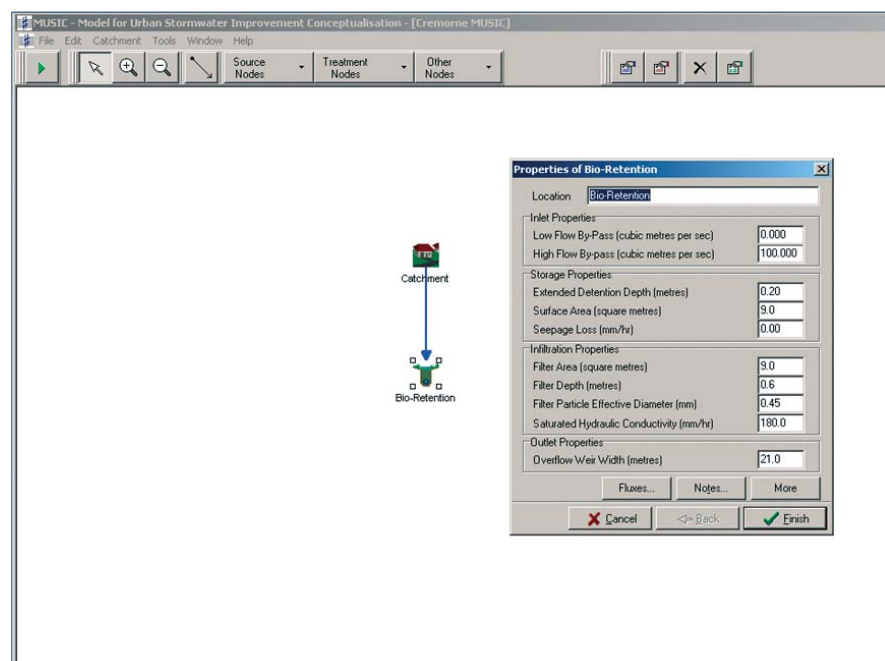 MUSIC - Model for Urban Stormwater Improvement Conceptualisation - [Cremorne MUSIC]
File Edit Catchment Tools Window Help
Source Nodes
Treatment Nodes
Other Nodes
Catchment
Bio-Retention
Properties of Bio-Retention
Location Bio-Retention
Inlet Properties
Low Flow By-Pass (cubic metres per sec) 0.000
High Flow By-pass (cubic metres per sec) 100.000
Storage Properties
Extended Detention Depth (metres) 0.20
Surface Area (square metres) 9.0
Seepage Loss (mm/hr) 0.00
Infiltration Properties
Filter Area (square metres) 9.0
Filter Depth (metres) 0.6
Filter Particle Effective Diameter (mm) 0.45
Saturated Hydraulic Conductivity (mm/hr) 180.0
Outlet Properties
Overflow Weir Width (metres) 21.0
Fluxes... Notes... More
Cancel Back Finish